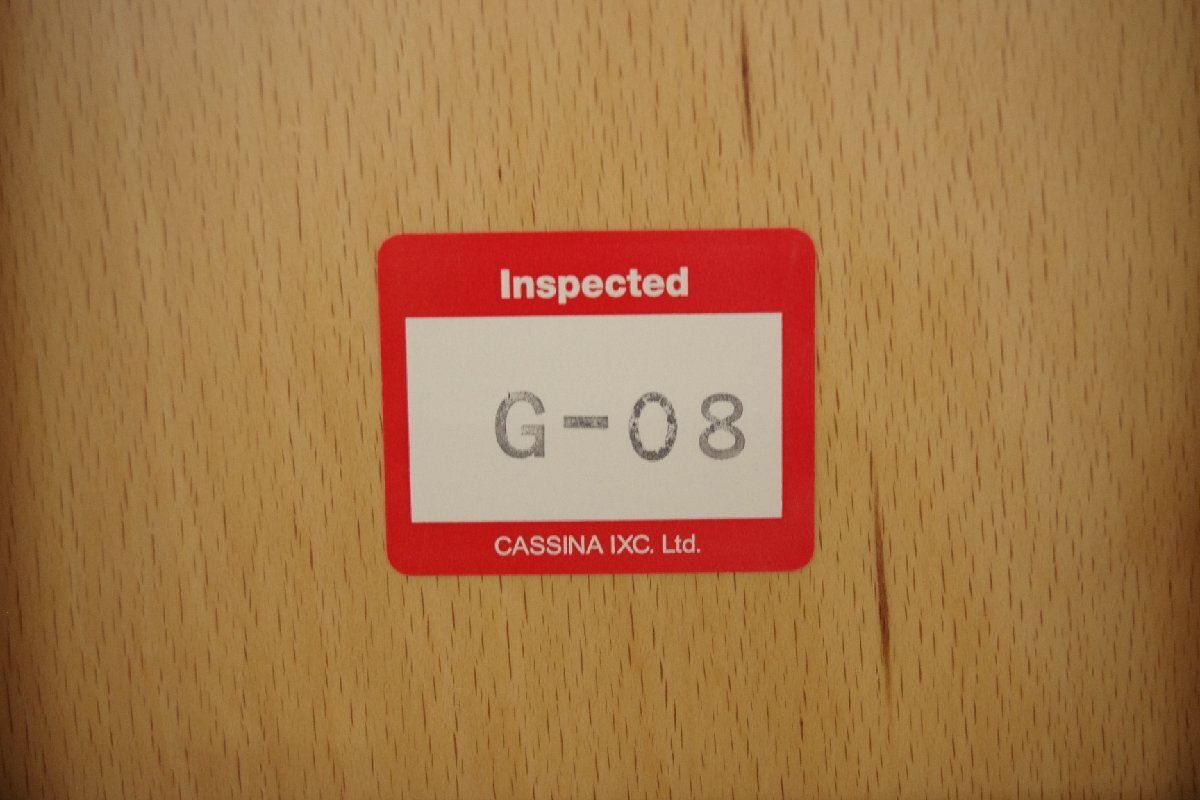 Inspected
G-08
CASSINA IXC. Ltd.